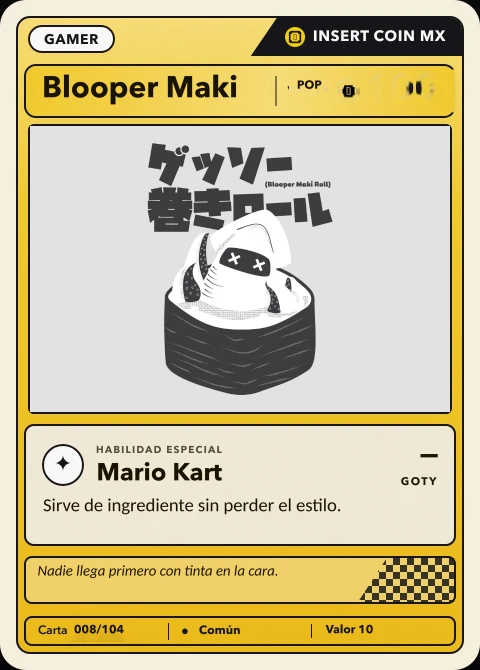 GAMER
INSERT COIN MX
Blooper Maki
POP
ゲッソー
(Blooper Maki Roll)
巻きロール
HABILIDAD ESPECIAL
Mario Kart
GOTY
Sirve de ingrediente sin perder el estilo.
Nadie llega primero con tinta en la cara.
Carta 008/104 • Común Valor 10